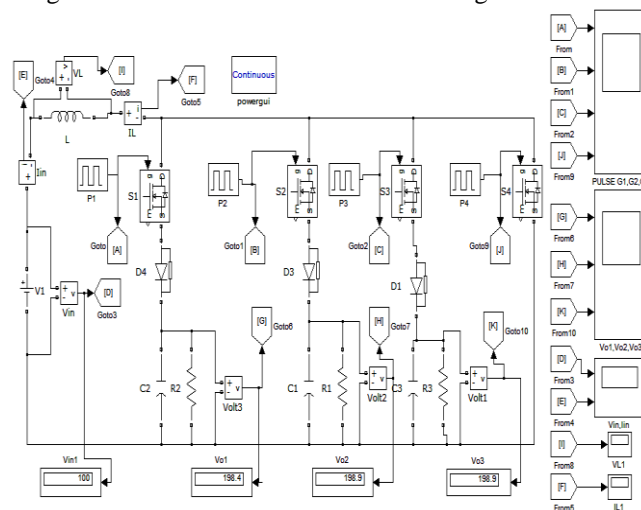 [A]
From
[E]
Goto4
VL
[I]
Goto8
[F]
Goto5
Continuous
powergui
[B]
From1
L
IL
[C]
From2
Iin
[J]
From9
PULSE G1,G2,
P1
S1
P2
S2
P3
S3
P4
S4
Goto
[A]
Goto1
[B]
Goto2
[C]
Goto9
[J]
[G]
From6
[H]
From7
[K]
From10
Vo1,Vo2,Vo3
D4
D3
D1
V1
Vin
[D]
Goto3
[G]
Goto6
[H]
Goto7
[K]
Goto10
[D]
From3
[E]
From4
Vin,Iin
C2
R2
Volt3
C1
R1
Volt2
C3
R3
Volt1
[I]
From8
VL1
[F]
From5
IL1
Vin1
100
Vo1
198.4
Vo2
198.9
Vo3
198.9